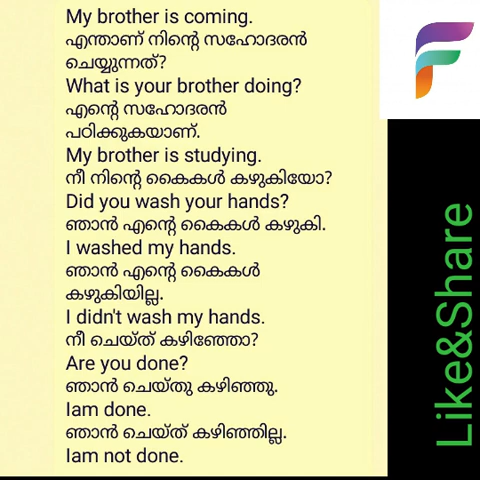 My brother is coming.
എന്താണ് നിന്റെ സഹോദരൻ
ചെയ്യുന്നത്?
What is your brother doing?
എന്റെ സഹോദരൻ
പഠിക്കുകയാണ്.
My brother is studying.
നീ നിന്റെ കൈകൾ കഴുകിയോ?
Did you wash your hands?
ഞാൻ എന്റെ കൈകൾ കഴുകി.
I washed my hands.
ഞാൻ എന്റെ കൈകൾ
കഴുകിയില്ല.
I didn't wash my hands.
നീ ചെയ്ത് കഴിഞ്ഞോ?
Are you done?
ഞാൻ ചെയ്തു കഴിഞ്ഞു.
Iam done.
ഞാൻ ചെയ്ത് കഴിഞ്ഞില്ല.
Iam not done.
Like&Share